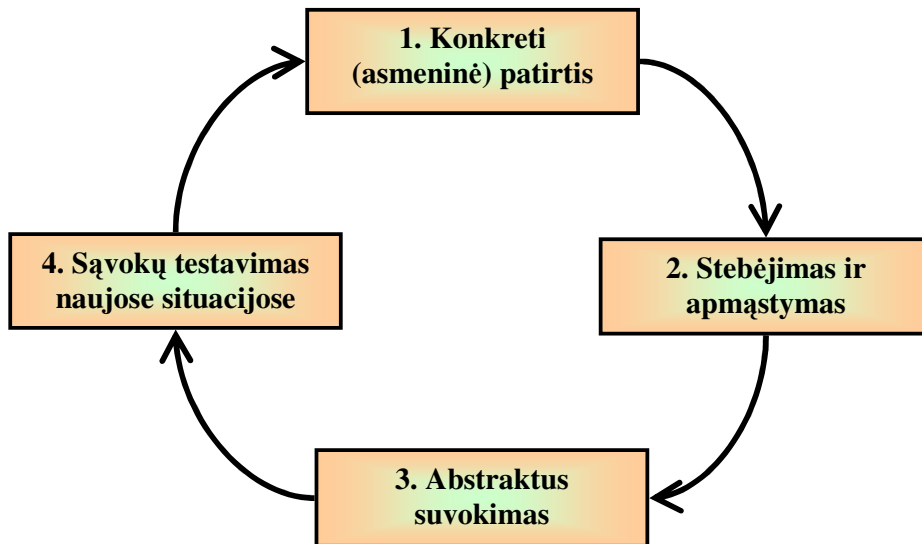 1. Konkreti
(asmeninė) patirtis
2. Stebėjimas ir
apmąstymas
3. Abstraktus
suvokimas
4. Sąvokų testavimas
naujose situacijose